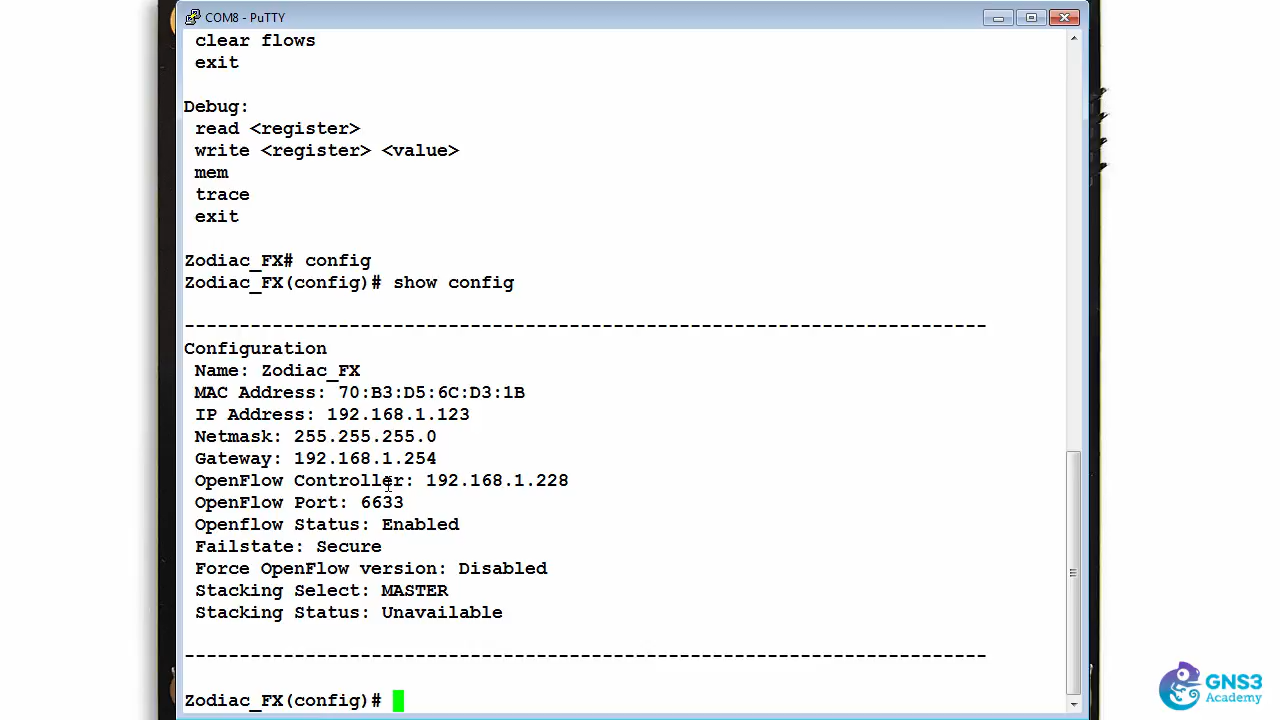 COM8 - PuTTY
clear flows
exit
Debug:
read <register>
write <register> <value>
mem
trace
exit
Zodiac_FX# config
Zodiac_FX(config)# show config
-------------------------------------------------------------------------
Configuration
Name: Zodiac_FX
MAC Address: 70:B3:D5:6C:D3:1B
IP Address: 192.168.1.123
Netmask: 255.255.255.0
Gateway: 192.168.1.254
OpenFlow Controller: 192.168.1.228
OpenFlow Port: 6633
Openflow Status: Enabled
Failstate: Secure
Force OpenFlow version: Disabled
Stacking Select: MASTER
Stacking Status: Unavailable
-------------------------------------------------------------------------
Zodiac_FX(config)#
GNS3
Academy